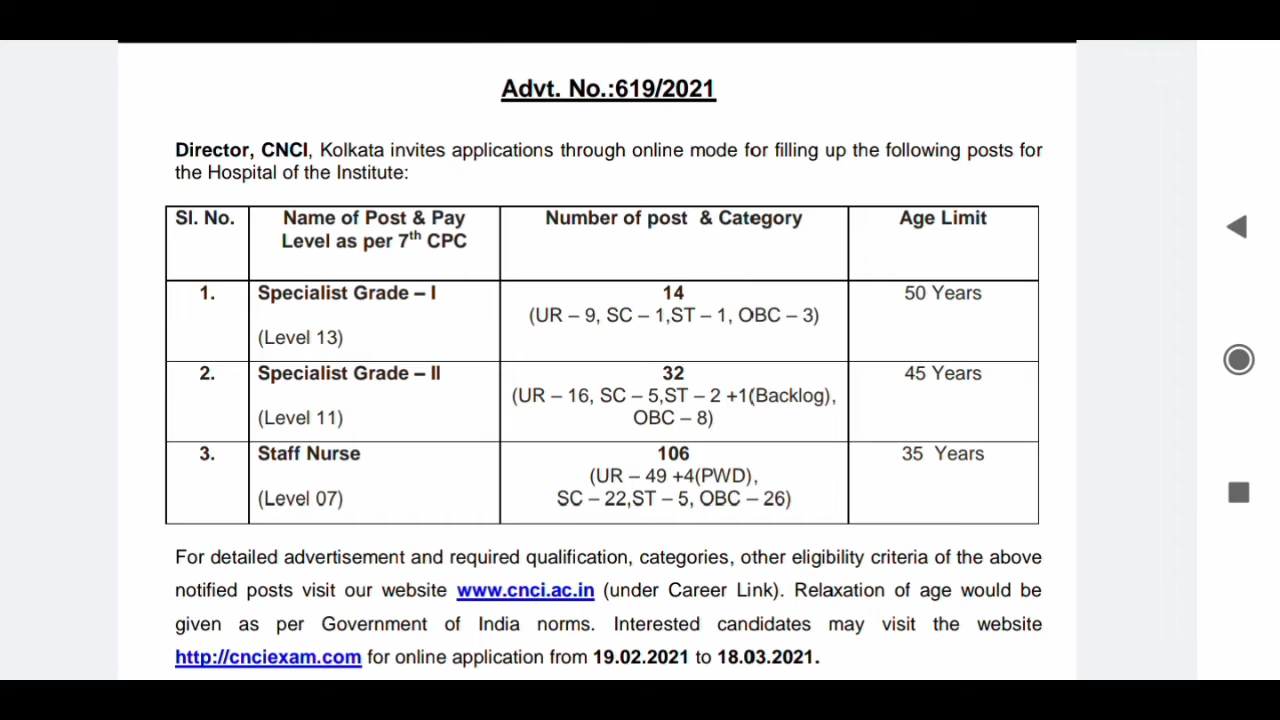 Advt. No.:619/2021
Director, CNCI, Kolkata invites applications through online mode for filling up the following posts for
the Hospital of the Institute:
Sl. No. Name of Post & Pay Number of post & Category Age Limit
Level as per 7th CPC
1. Specialist Grade – I 14 50 Years
(UR – 9, SC – 1,ST – 1, OBC – 3)
(Level 13)
2. Specialist Grade – II 32 45 Years
(UR – 16, SC – 5,ST – 2 +1(Backlog),
(Level 11) OBC – 8)
3. Staff Nurse 106 35 Years
(UR – 49 +4(PWD),
(Level 07) SC – 22,ST – 5, OBC – 26)
For detailed advertisement and required qualification, categories, other eligibility criteria of the above
notified posts visit our website www.cnci.ac.in (under Career Link). Relaxation of age would be
given as per Government of India norms. Interested candidates may visit the website
http://cnciexam.com for online application from 19.02.2021 to 18.03.2021.